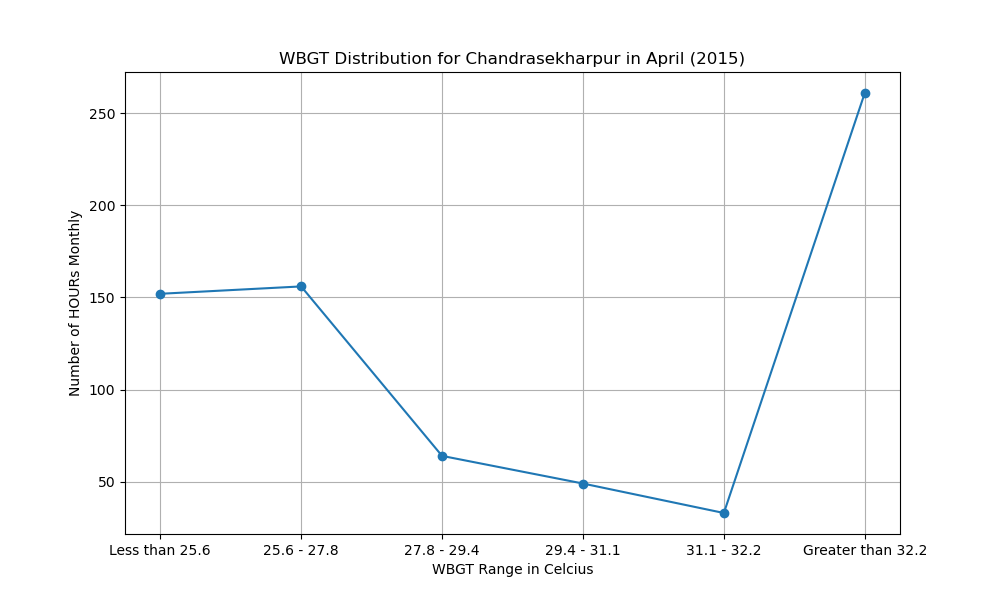 WBGT Distribution for Chandrasekharpur in April (2015)
Number of HOURs Monthly
250
200
150
100
50
Less than 25.6
25.6 - 27.8
27.8 - 29.4
29.4 - 31.1
31.1 - 32.2
Greater than 32.2
WBGT Range in Celcius